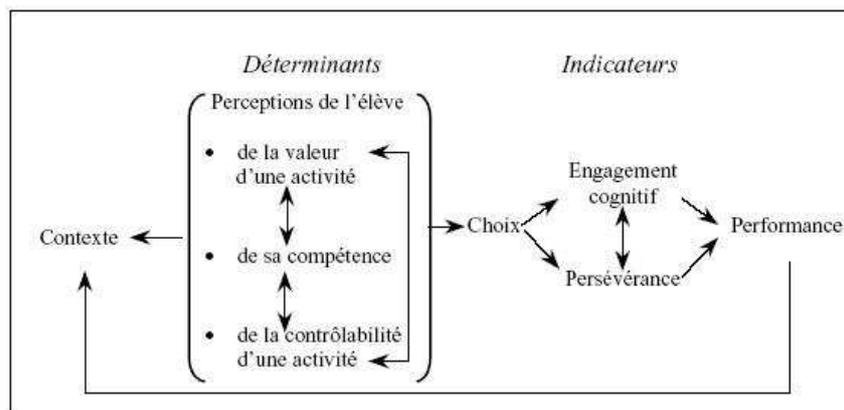 Déterminants
Indicateurs
Perceptions de l'élève
• de la valeur
d'une activité
Engagement
cognitif
Contexte
Choix
Performance
• de sa compétence
Persévérance
• de la contrôlabilité
d'une activité